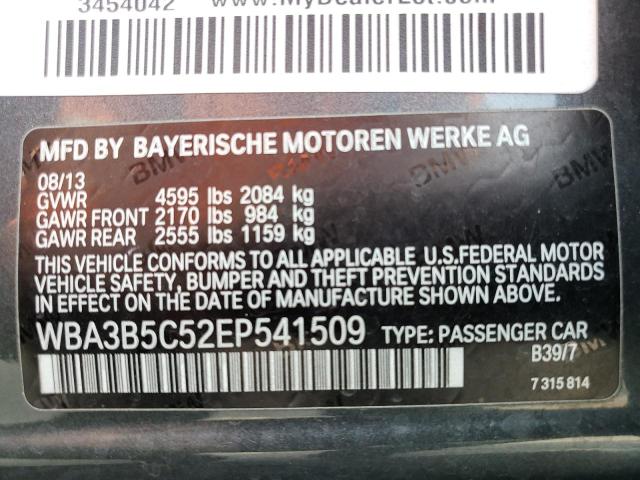 3454042 www.MyDealerLot.com
MFD BY BAYERISCHE MOTOREN WERKE AG
08/13
GVWR 4595 lbs 2084 kg
GAWR FRONT 2170 lbs 984 kg
GAWR REAR 2555 lbs 1159 kg
THIS VEHICLE CONFORMS TO ALL APPLICABLE U.S.FEDERAL MOTOR
VEHICLE SAFETY, BUMPER AND THEFT PREVENTION STANDARDS
IN EFFECT ON THE DATE OF MANUFACTURE SHOWN ABOVE.
WBA3B5C52EP541509 TYPE: PASSENGER CAR
B39/7
7 315 814